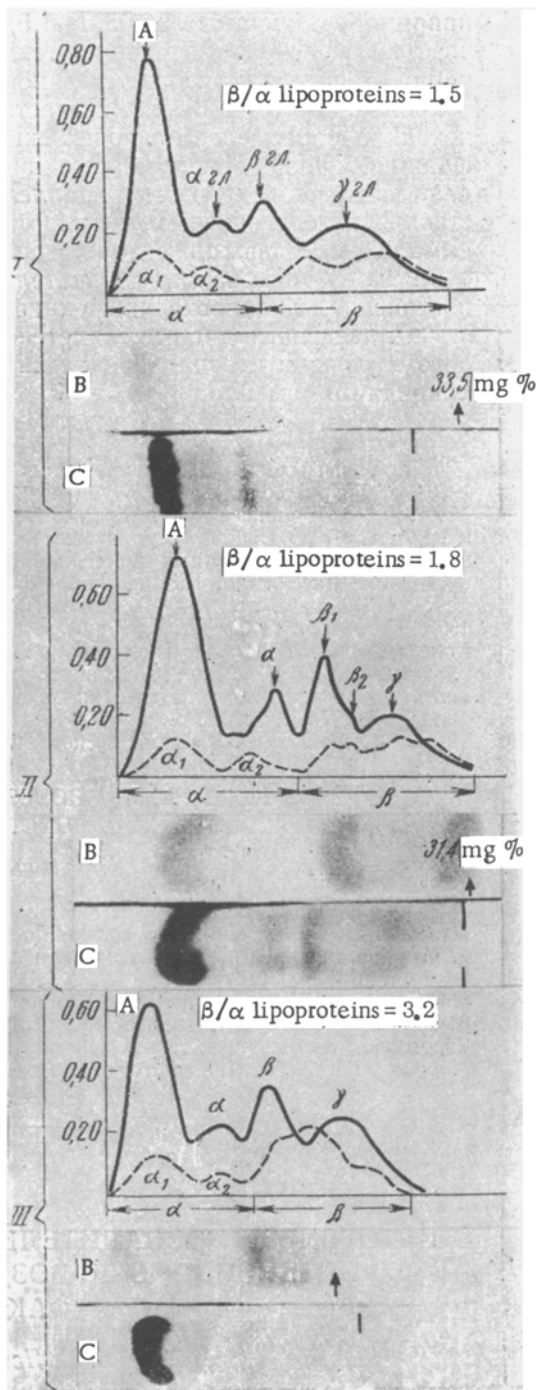 A
0,80
β/α lipoproteins = 1.5
0,60
0,40
α гл
β гл.
γ гл
0,20
α₁
α₂
I
α
β
B
33,5 mg %
C
A
β/α lipoproteins = 1.8
0,60
β₁
0,40
α
β₂
γ
0,20
α₁
α₂
II
α
β
B
31,4 mg %
C
A
β/α lipoproteins = 3.2
0,60
0,40
β
α
γ
0,20
α₁
α₂
III
α
β
B
C